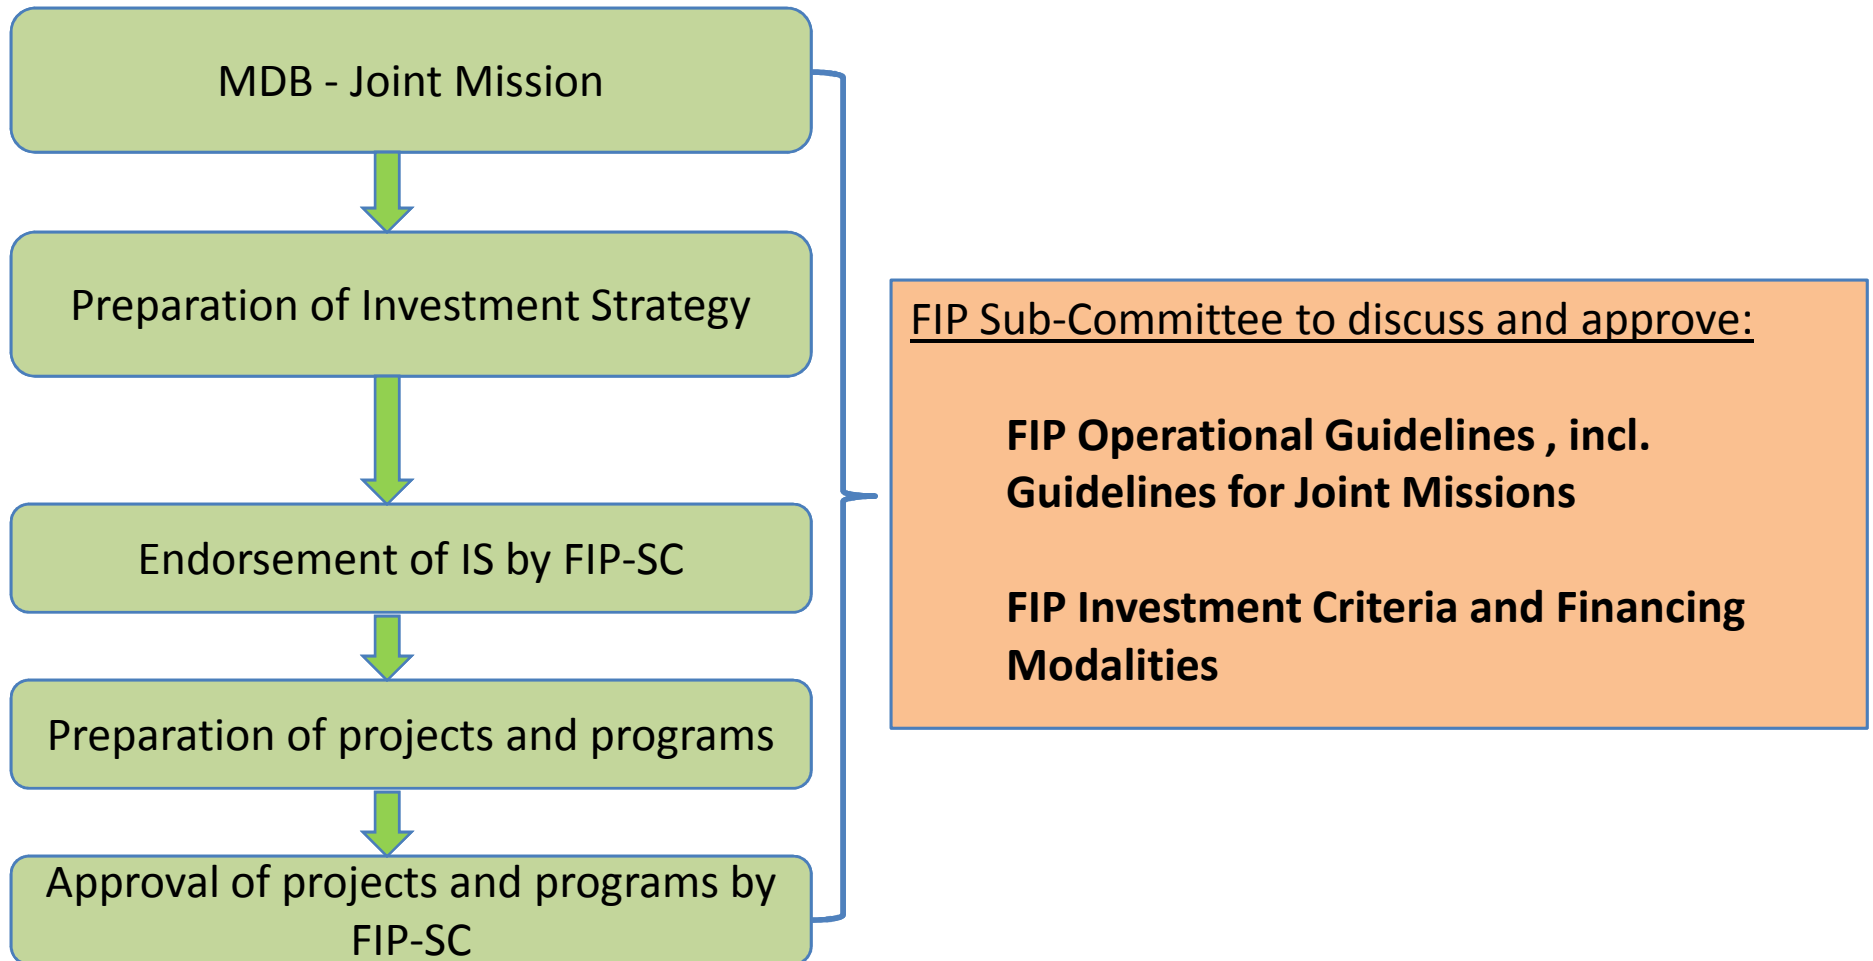 MDB - Joint Mission
Preparation of Investment Strategy
Endorsement of IS by FIP-SC
Preparation of projects and programs
Approval of projects and programs by
FIP-SC
FIP Sub-Committee to discuss and approve:
FIP Operational Guidelines , incl.
Guidelines for Joint Missions
FIP Investment Criteria and Financing
Modalities